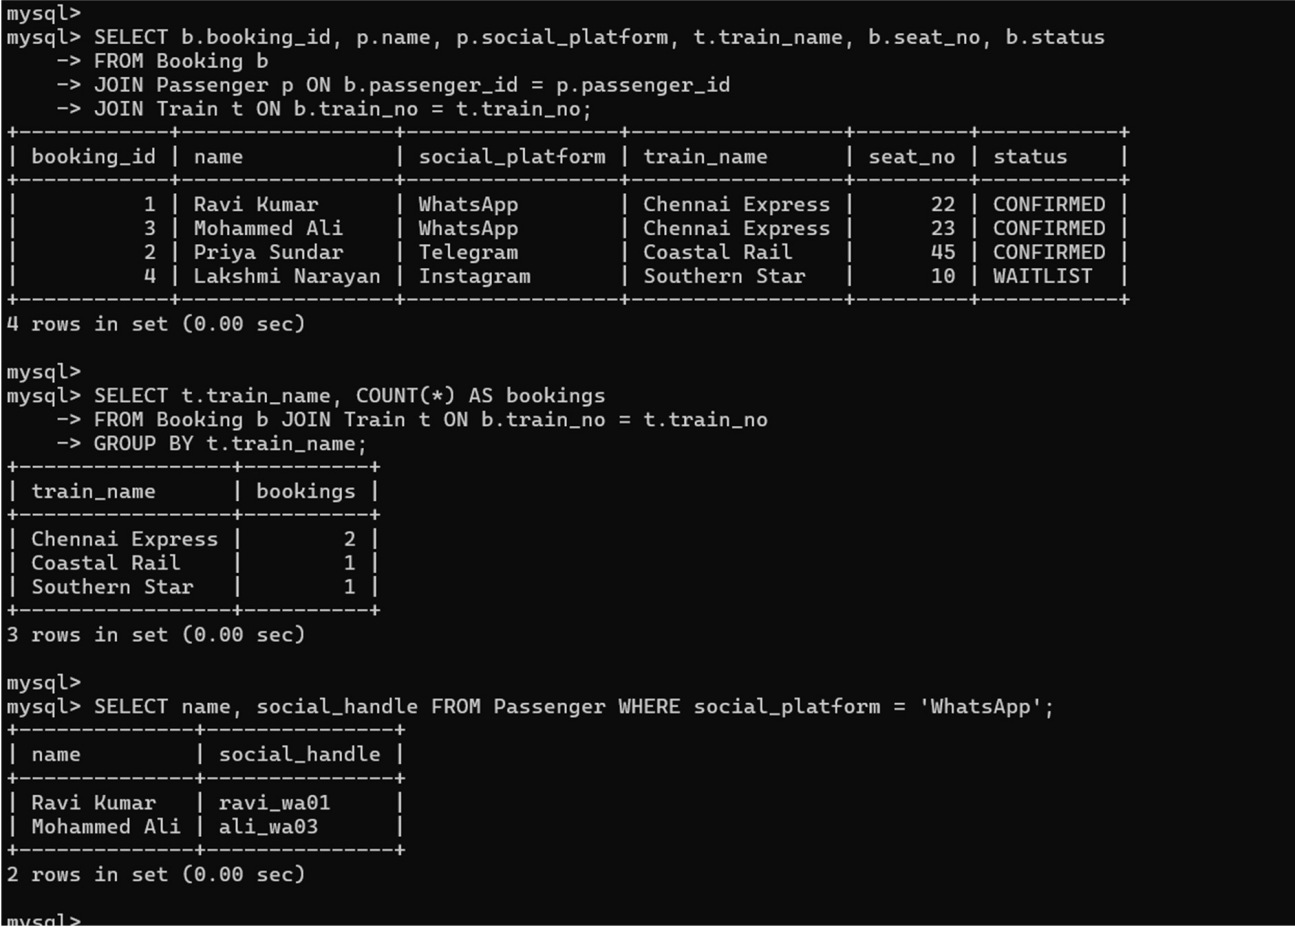 mysql>
mysql> SELECT b.booking_id, p.name, p.social_platform, t.train_name, b.seat_no, b.status
    -> FROM Booking b
    -> JOIN Passenger p ON b.passenger_id = p.passenger_id
    -> JOIN Train t ON b.train_no = t.train_no;
+------------+-----------------+-----------------+-----------------+---------+-----------+
| booking_id | name            | social_platform | train_name      | seat_no | status    |
+------------+-----------------+-----------------+-----------------+---------+-----------+
|          1 | Ravi Kumar      | WhatsApp        | Chennai Express |      22 | CONFIRMED |
|          3 | Mohammed Ali    | WhatsApp        | Chennai Express |      23 | CONFIRMED |
|          2 | Priya Sundar    | Telegram        | Coastal Rail    |      45 | CONFIRMED |
|          4 | Lakshmi Narayan | Instagram       | Southern Star   |      10 | WAITLIST  |
+------------+-----------------+-----------------+-----------------+---------+-----------+
4 rows in set (0.00 sec)

mysql>
mysql> SELECT t.train_name, COUNT(*) AS bookings
    -> FROM Booking b JOIN Train t ON b.train_no = t.train_no
    -> GROUP BY t.train_name;
+-----------------+----------+
| train_name      | bookings |
+-----------------+----------+
| Chennai Express |        2 |
| Coastal Rail    |        1 |
| Southern Star   |        1 |
+-----------------+----------+
3 rows in set (0.00 sec)

mysql>
mysql> SELECT name, social_handle FROM Passenger WHERE social_platform = 'WhatsApp';
+--------------+---------------+
| name         | social_handle |
+--------------+---------------+
| Ravi Kumar   | ravi_wa01     |
| Mohammed Ali | ali_wa03      |
+--------------+---------------+
2 rows in set (0.00 sec)

mysql>